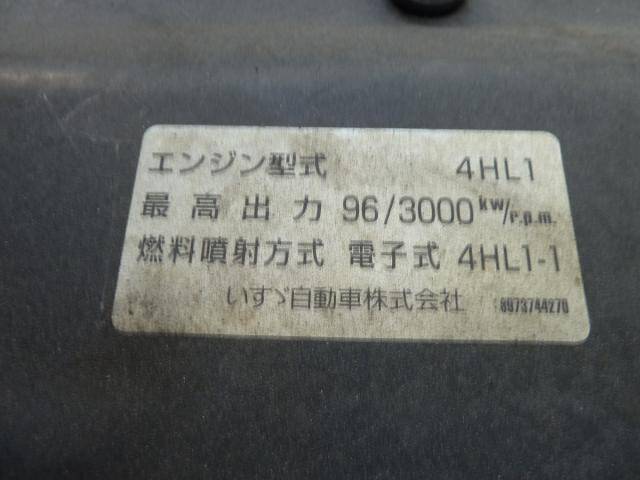 エンジン型式 4HL1
最高出力 96/3000 kw/r.p.m.
燃料噴射方式 電子式 4HL1-1
いすゞ自動車株式会社 8973744270